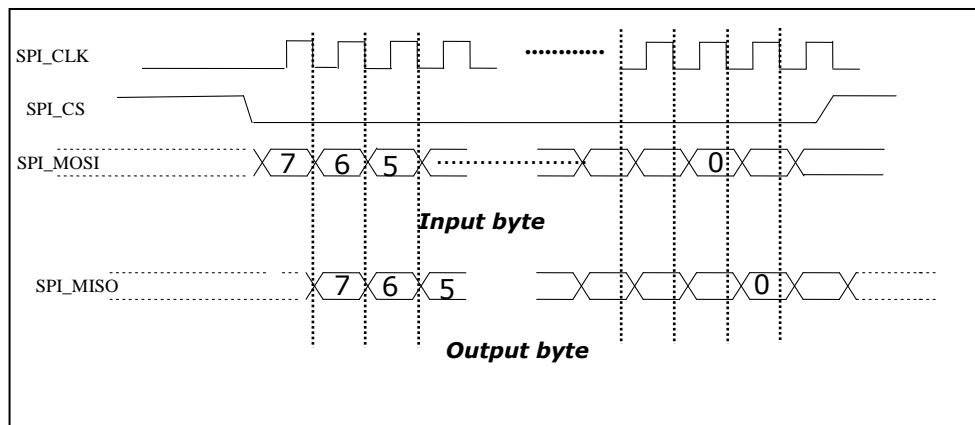 SPI_CLK
SPI_CS
SPI_MOSI
7 6 5 0
Input byte
SPI_MISO
7 6 5 0
Output byte